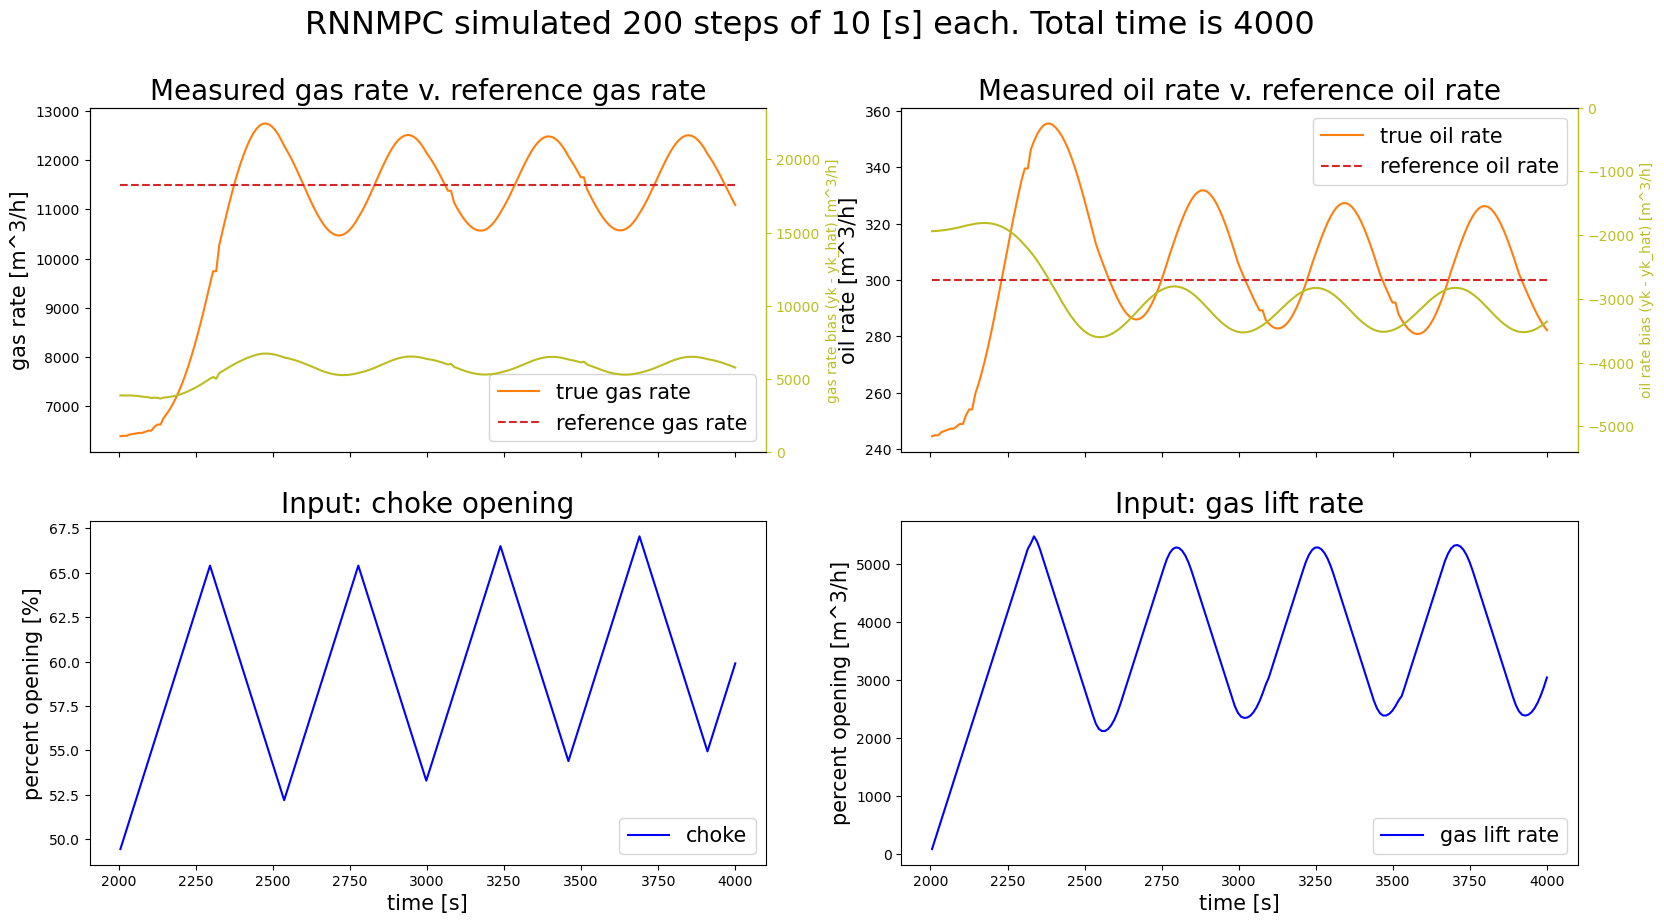 RNNMPC simulated 200 steps of 10 [s] each. Total time is 4000
Measured gas rate v. reference gas rate
13000
12000
11000
10000
9000
8000
7000
gas rate [m^3/h]
20000
15000
10000
5000
0
gas rate bias (yk - yk_hat) [m^3/h]
true gas rate
reference gas rate
Measured oil rate v. reference oil rate
360
340
320
300
280
260
240
oil rate [m^3/h]
0
−1000
−2000
−3000
−4000
−5000
oil rate bias (yk - yk_hat) [m^3/h]
true oil rate
reference oil rate
Input: choke opening
67.5
65.0
62.5
60.0
57.5
55.0
52.5
50.0
percent opening [%]
choke
2000 2250 2500 2750 3000 3250 3500 3750 4000
time [s]
Input: gas lift rate
5000
4000
3000
2000
1000
0
percent opening [m^3/h]
gas lift rate
2000 2250 2500 2750 3000 3250 3500 3750 4000
time [s]